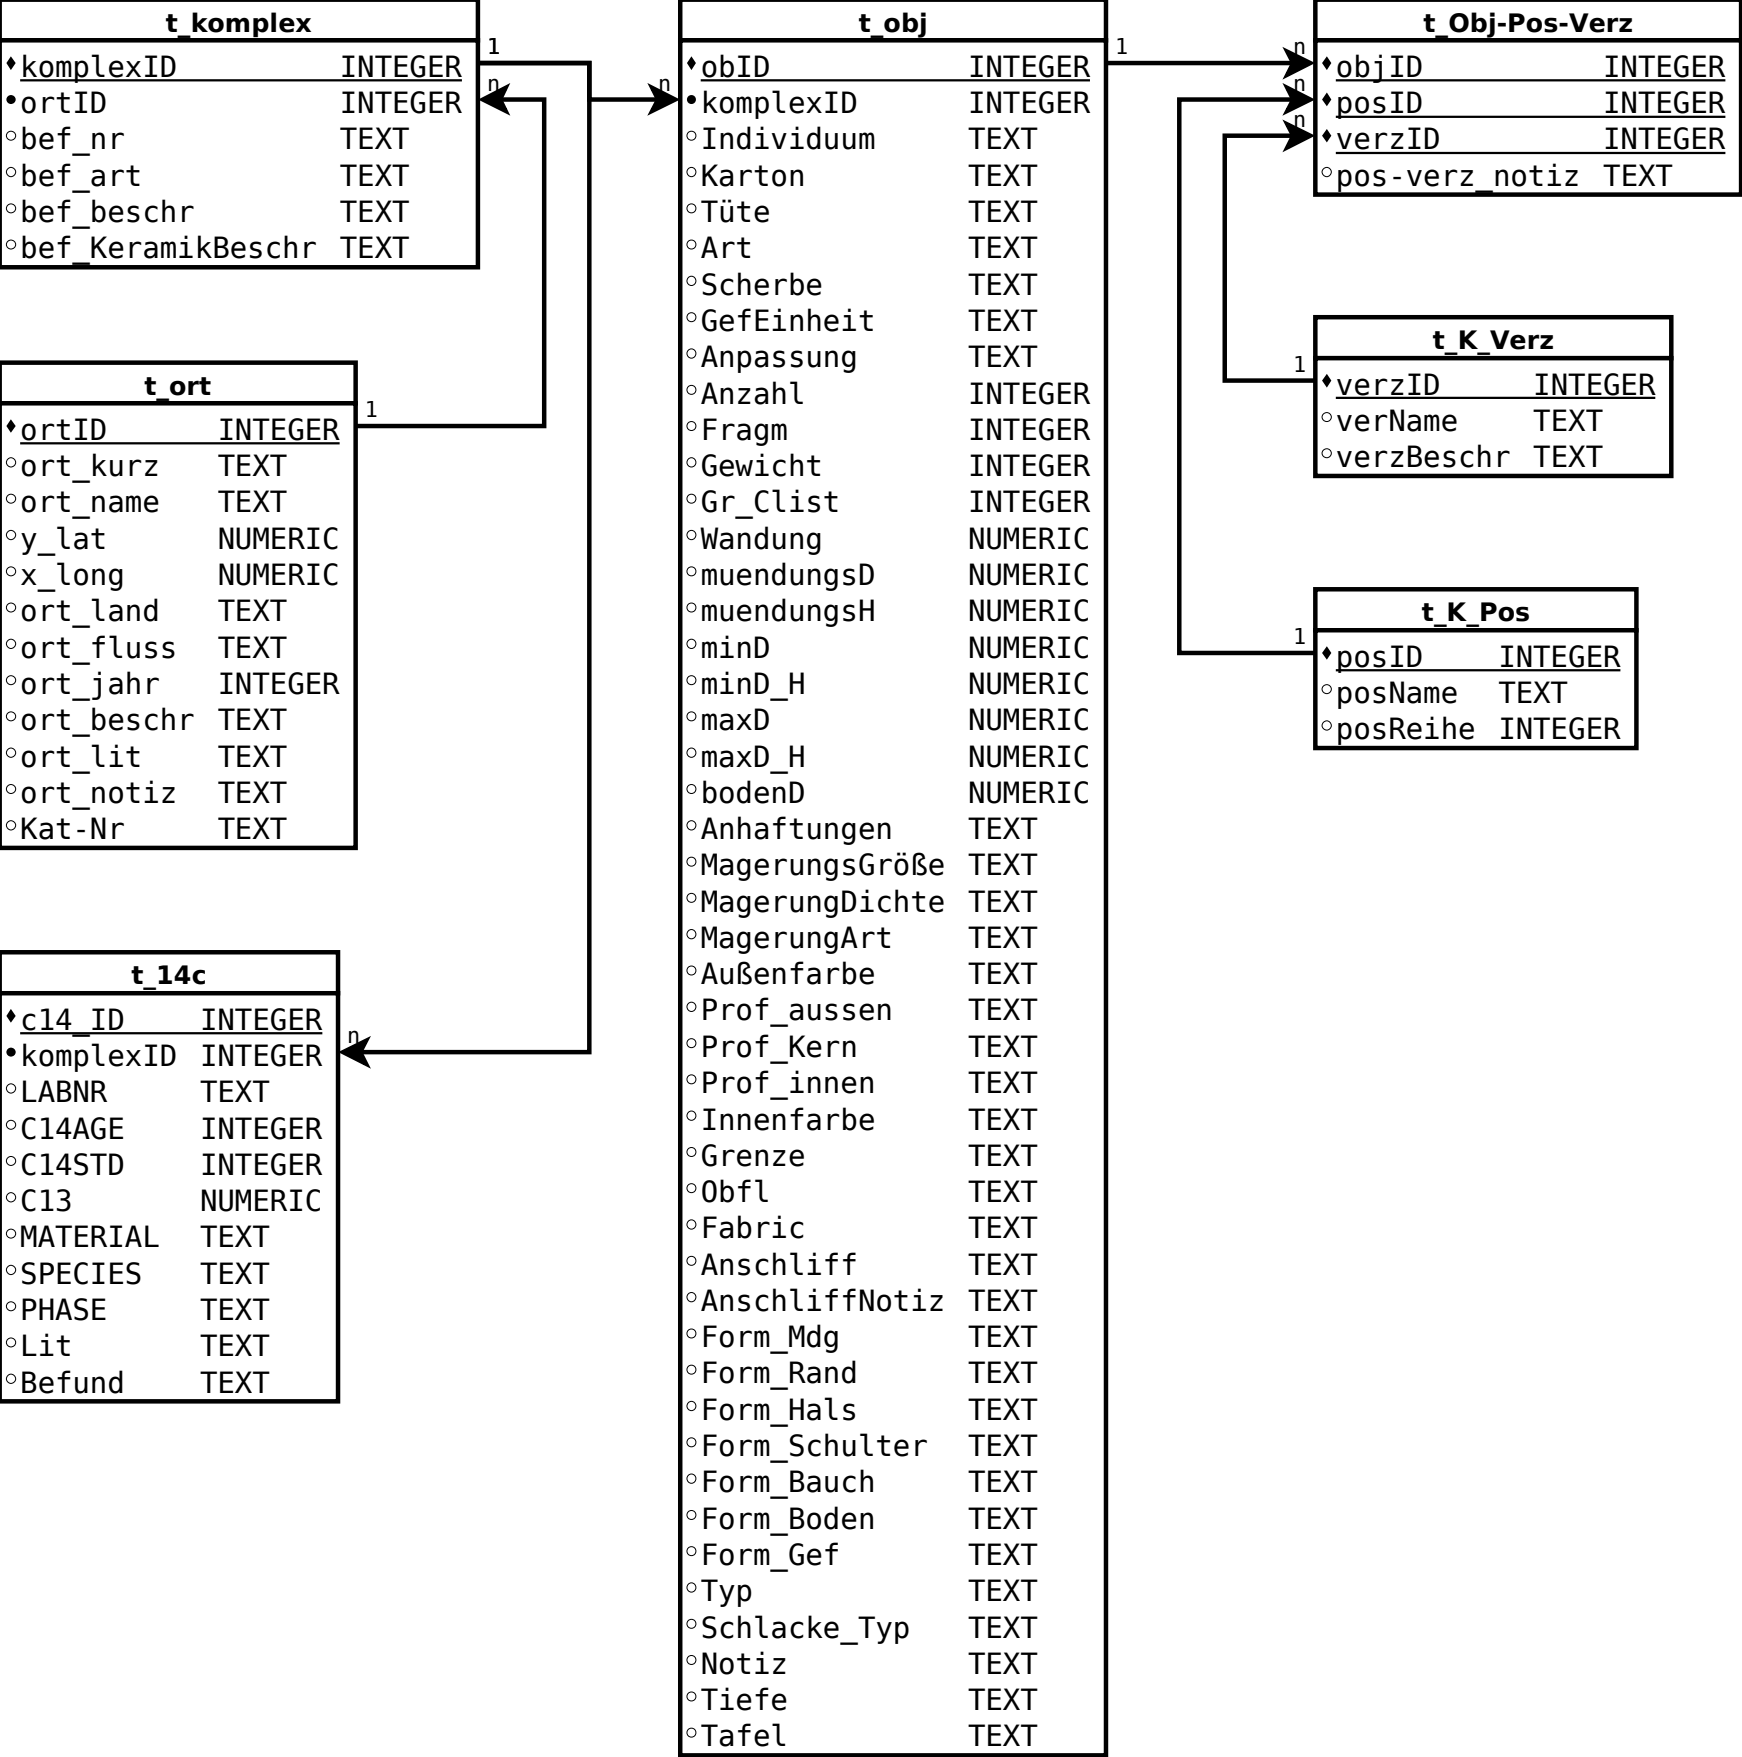 t_komplex
komplexID INTEGER
ortID INTEGER
bef_nr TEXT
bef_art TEXT
bef_beschr TEXT
bef_KeramikBeschr TEXT
1
n
t_ort
ortID INTEGER
ort_kurz TEXT
ort_name TEXT
y_lat NUMERIC
x_long NUMERIC
ort_land TEXT
ort_fluss TEXT
ort_jahr INTEGER
ort_beschr TEXT
ort_lit TEXT
ort_notiz TEXT
Kat-Nr TEXT
1
t_14c
c14_ID INTEGER
komplexID INTEGER
LABNR TEXT
C14AGE INTEGER
C14STD INTEGER
C13 NUMERIC
MATERIAL TEXT
SPECIES TEXT
PHASE TEXT
Lit TEXT
Befund TEXT
n
n
t_obj
obID INTEGER
komplexID INTEGER
Individuum TEXT
Karton TEXT
Tüte TEXT
Art TEXT
Scherbe TEXT
GefEinheit TEXT
Anpassung TEXT
Anzahl INTEGER
Fragm INTEGER
Gewicht INTEGER
Gr_Clist INTEGER
Wandung NUMERIC
muendungsD NUMERIC
muendungsH NUMERIC
minD NUMERIC
minD_H NUMERIC
maxD NUMERIC
maxD_H NUMERIC
bodenD NUMERIC
Anhaftungen TEXT
MagerungsGröße TEXT
MagerungDichte TEXT
MagerungArt TEXT
Außenfarbe TEXT
Prof_aussen TEXT
Prof_Kern TEXT
Prof_innen TEXT
Innenfarbe TEXT
Grenze TEXT
Obfl TEXT
Fabric TEXT
Anschliff TEXT
AnschliffNotiz TEXT
Form_Mdg TEXT
Form_Rand TEXT
Form_Hals TEXT
Form_Schulter TEXT
Form_Bauch TEXT
Form_Boden TEXT
Form_Gef TEXT
Typ TEXT
Schlacke_Typ TEXT
Notiz TEXT
Tiefe TEXT
Tafel TEXT
1
n
n
n
t_Obj-Pos-Verz
objID INTEGER
posID INTEGER
verzID INTEGER
pos-verz_notiz TEXT
t_K_Verz
1
verzID INTEGER
verName TEXT
verzBeschr TEXT
t_K_Pos
1
posID INTEGER
posName TEXT
posReihe INTEGER